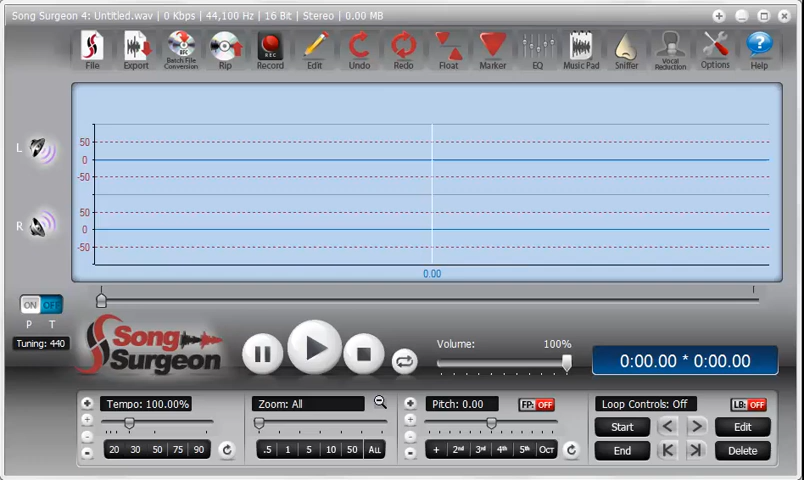 Song Surgeon 4: Untitled.wav | 0 Kbps | 44,100 Hz | 16 Bit | Stereo | 0.00 MB
File
Export
Batch File
Conversion
Rip
REC
Record
Edit
Undo
Redo
Float
Marker
EQ
Music Pad
Sniffer
Vocal
Reduction
Options
Help
L
50
0
-50
R
50
0
-50
0.00
ON OFF
P T
Tuning: 440
Song
Surgeon
Volume: 100%
0:00.00 * 0:00.00
Tempo: 100.00%
20 30 50 75 90
Zoom: All
.5 1 5 10 50 ALL
Pitch: 0.00
FP: OFF
+ 2nd 3rd 4th 5th Oct
Loop Controls: Off
LB: OFF
Start
Edit
End
Delete